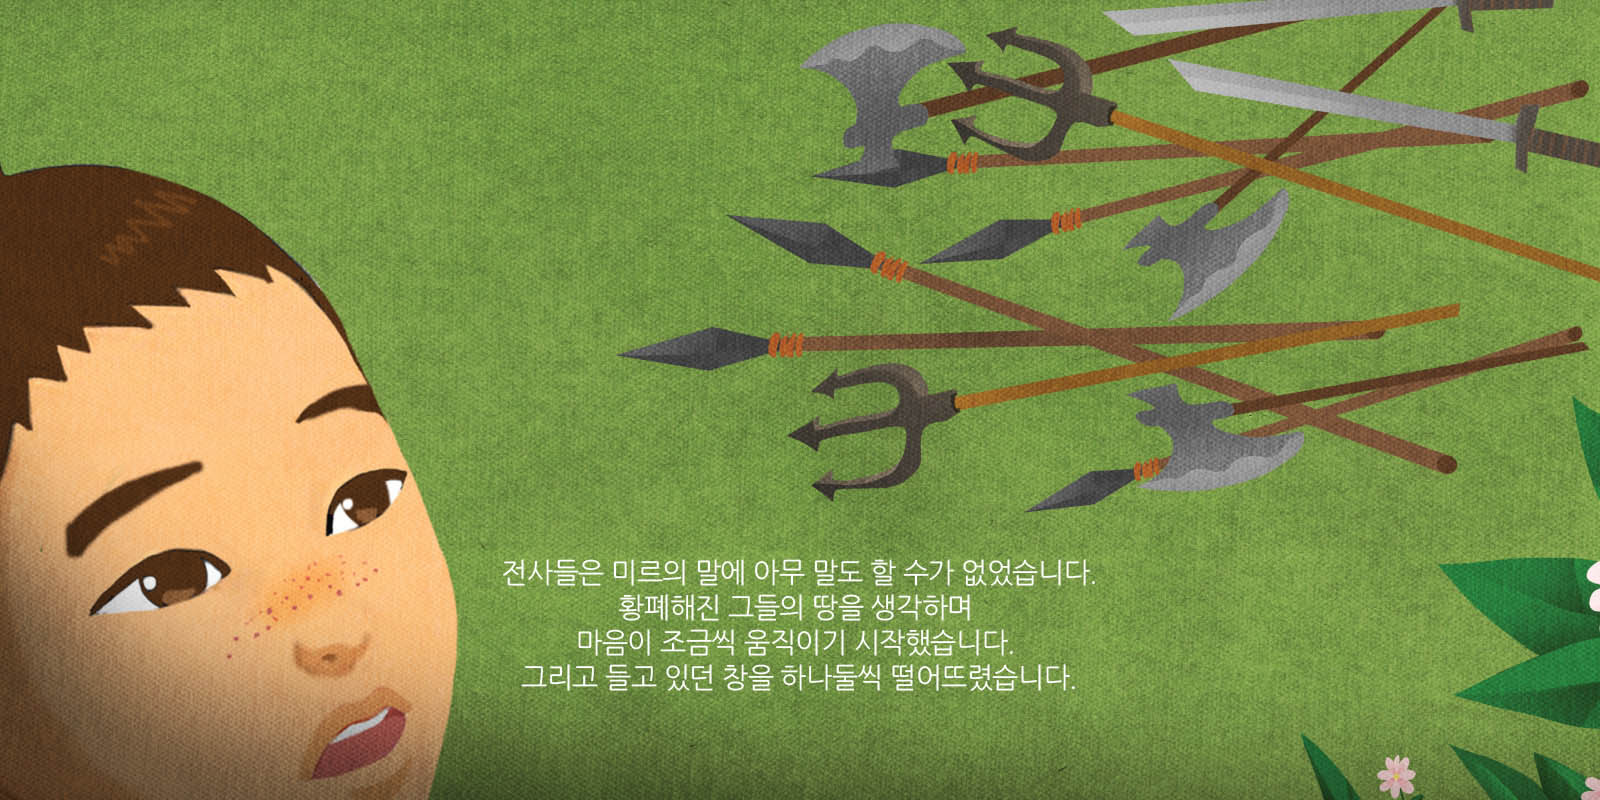 전사들은 미르의 말에 아무 말도 할 수가 없었습니다.
황폐해진 그들의 땅을 생각하며
마음이 조금씩 움직이기 시작했습니다.
그리고 들고 있던 창을 하나둘씩 떨어뜨렸습니다.